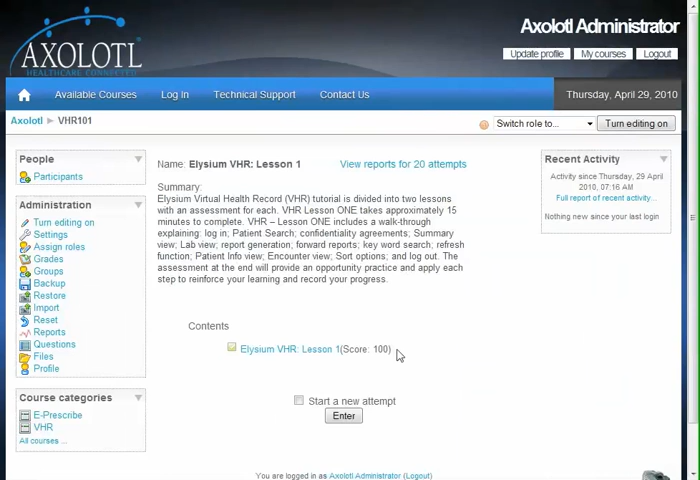 Axolotl Administrator
AXOLOTL
HEALTHCARE CONNECTED
Update profile My courses Logout
Available Courses Log In Technical Support Contact Us Thursday, April 29, 2010
Axolotl ► VHR101 Switch role to... Turn editing on
People
Participants
Administration
Turn editing on
Settings
Assign roles
Grades
Groups
Backup
Restore
Import
Reset
Reports
Questions
Files
Profile
Course categories
E-Prescribe
VHR
All courses ...
Name: Elysium VHR: Lesson 1 View reports for 20 attempts
Summary:
Elysium Virtual Health Record (VHR) tutorial is divided into two lessons
with an assessment for each. VHR Lesson ONE takes approximately 15
minutes to complete. VHR – Lesson ONE includes a walk-through
explaining: log in; Patient Search; confidentiality agreements; Summary
view; Lab view; report generation; forward reports; key word search; refresh
function; Patient Info view; Encounter view; Sort options; and log out. The
assessment at the end will provide an opportunity practice and apply each
step to reinforce your learning and record your progress.
Contents
Elysium VHR: Lesson 1(Score: 100)
Start a new attempt
Enter
Recent Activity
Activity since Thursday, 29 April
2010, 07:16 AM
Full report of recent activity...
Nothing new since your last login
You are logged in as Axolotl Administrator (Logout)